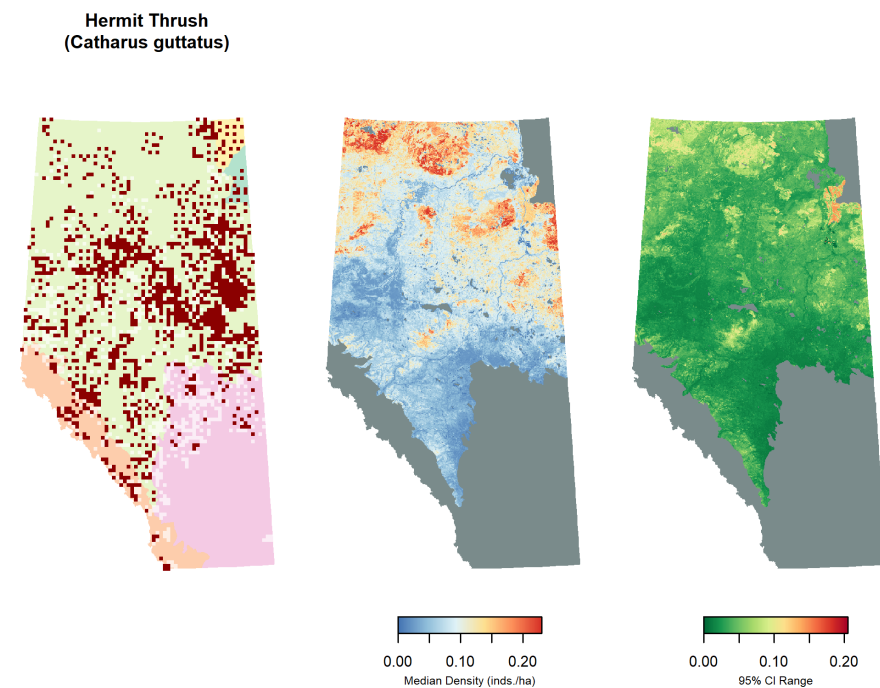 Hermit Thrush
(Catharus guttatus)
0.00 0.10 0.20
Median Density (inds./ha)
0.00 0.10 0.20
95% CI Range